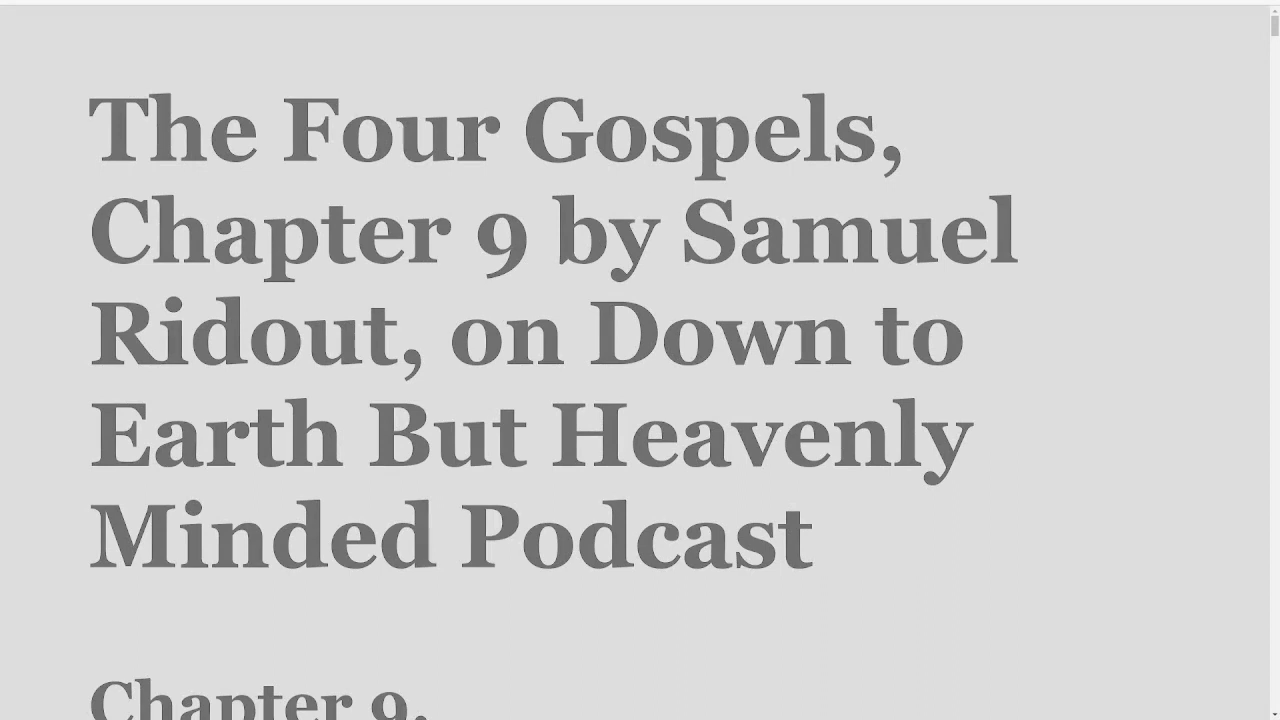 The Four Gospels,
Chapter 9 by Samuel
Ridout, on Down to
Earth But Heavenly
Minded Podcast
Chapter 9.